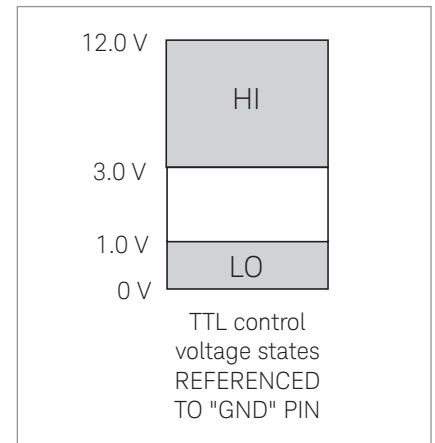 12.0 V
HI
3.0 V
1.0 V
LO
0 V
TTL control
voltage states
REFERENCED
TO "GND" PIN